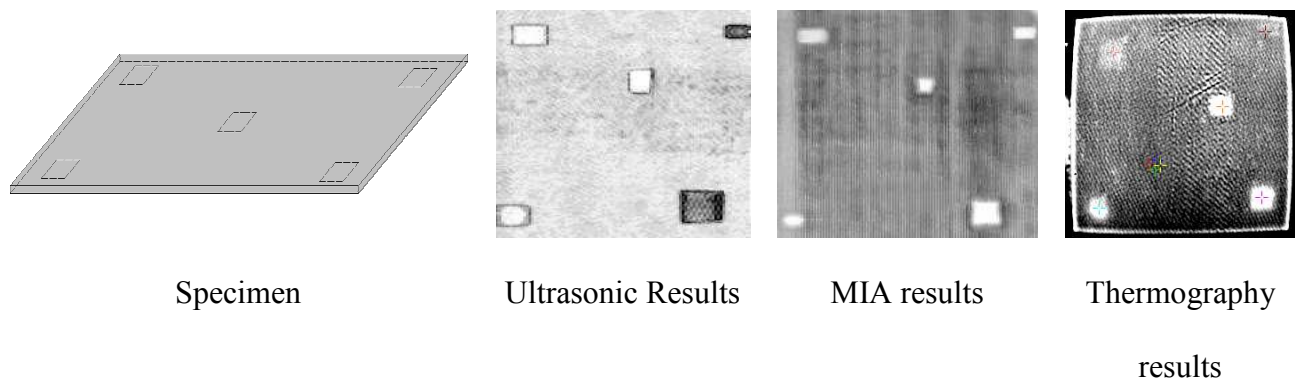 Specimen
Ultrasonic Results
MIA results
Thermography
results